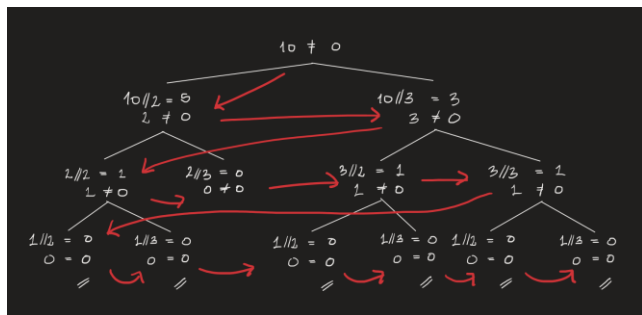 10 ≠ 0
10//2 = 5
2 ≠ 0
10//3 = 3
3 ≠ 0
2//2 = 1
1 ≠ 0
2//3 = 0
0 ≠ 0
3//2 = 1
1 ≠ 0
3//3 = 1
1 ≠ 0
1//2 = 0
0 = 0
1//3 = 0
0 = 0
1//2 = 0
0 = 0
1//3 = 0
0 = 0
1//2 = 0
0 = 0
1//3 = 0
0 = 0